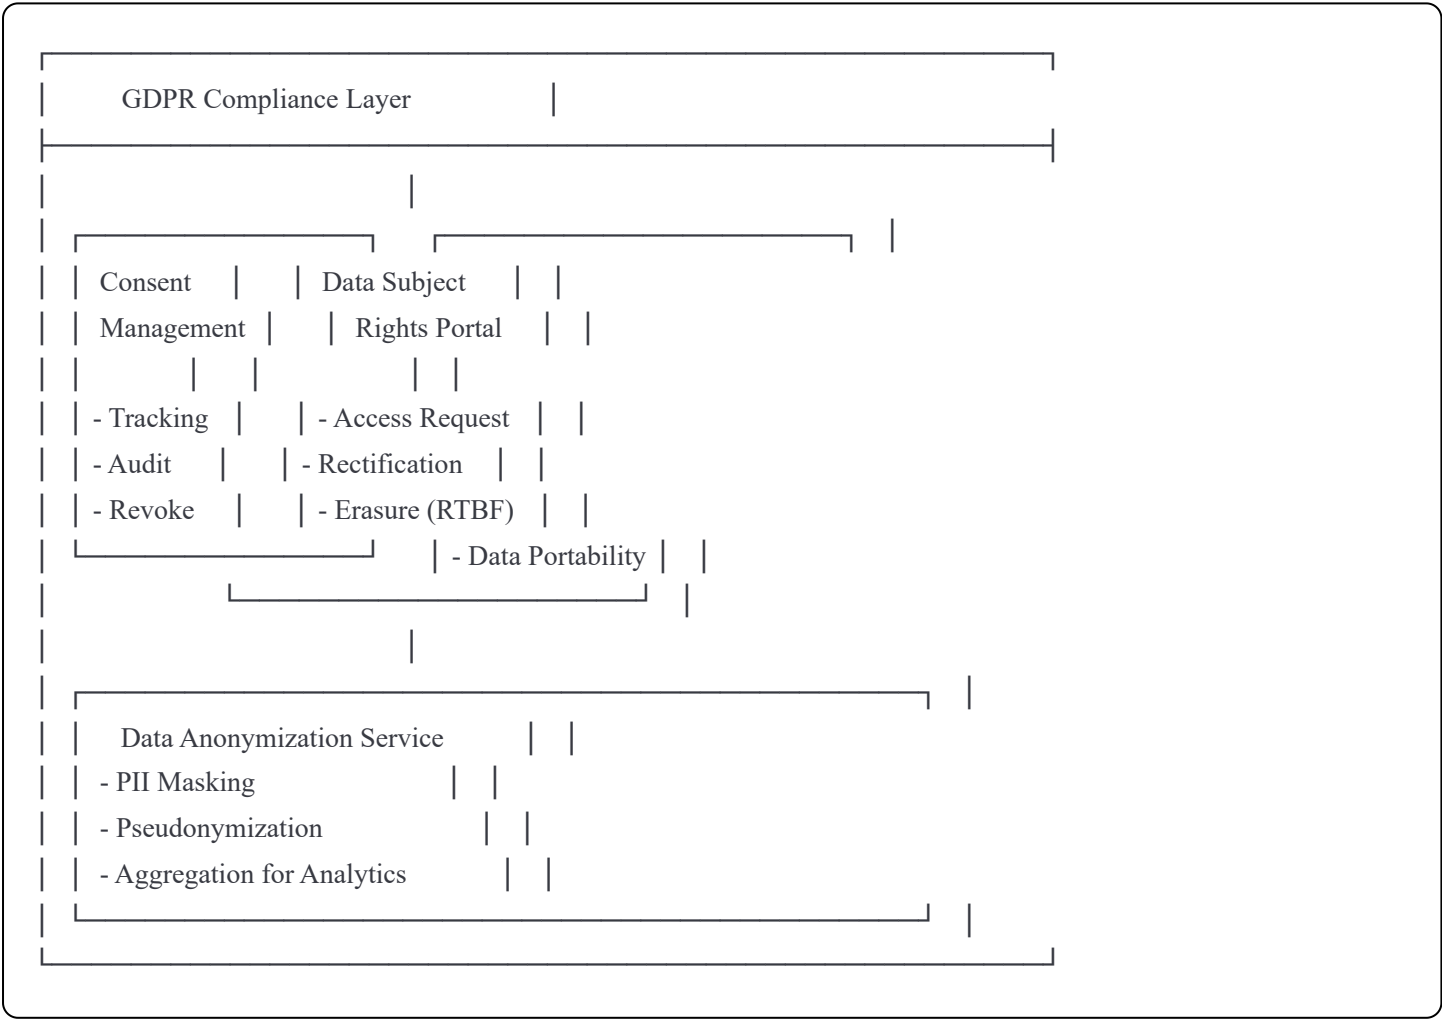 GDPR Compliance Layer
Consent Data Subject
Management Rights Portal
- Tracking - Access Request
- Audit - Rectification
- Revoke - Erasure (RTBF)
- Data Portability
Data Anonymization Service
- PII Masking
- Pseudonymization
- Aggregation for Analytics